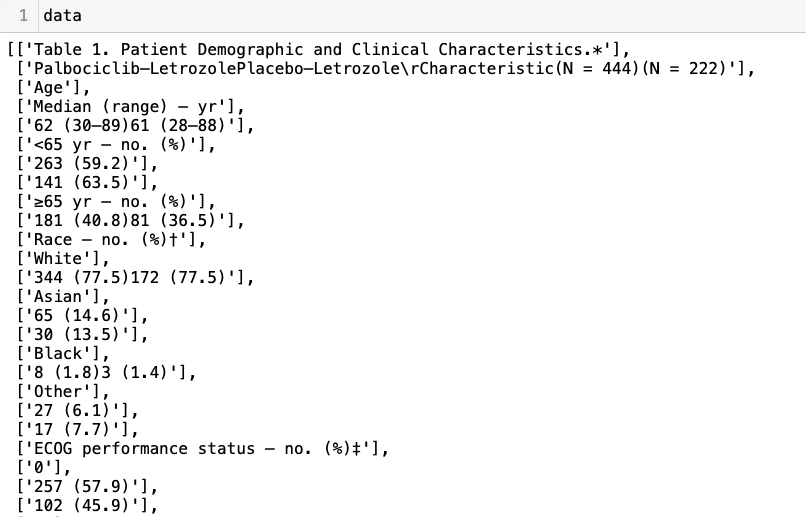 1 data
[['Table 1. Patient Demographic and Clinical Characteristics.*'],
['Palbociclib–LetrozolePlacebo–Letrozole\rCharacteristic(N = 444)(N = 222)'],
['Age'],
['Median (range) — yr'],
['62 (30–89)61 (28–88)'],
['<65 yr — no. (%)'],
['263 (59.2)'],
['141 (63.5)'],
['≥65 yr — no. (%)'],
['181 (40.8)81 (36.5)'],
['Race — no. (%)†'],
['White'],
['344 (77.5)172 (77.5)'],
['Asian'],
['65 (14.6)'],
['30 (13.5)'],
['Black'],
['8 (1.8)3 (1.4)'],
['Other'],
['27 (6.1)'],
['17 (7.7)'],
['ECOG performance status — no. (%)‡'],
['0'],
['257 (57.9)'],
['102 (45.9)'],